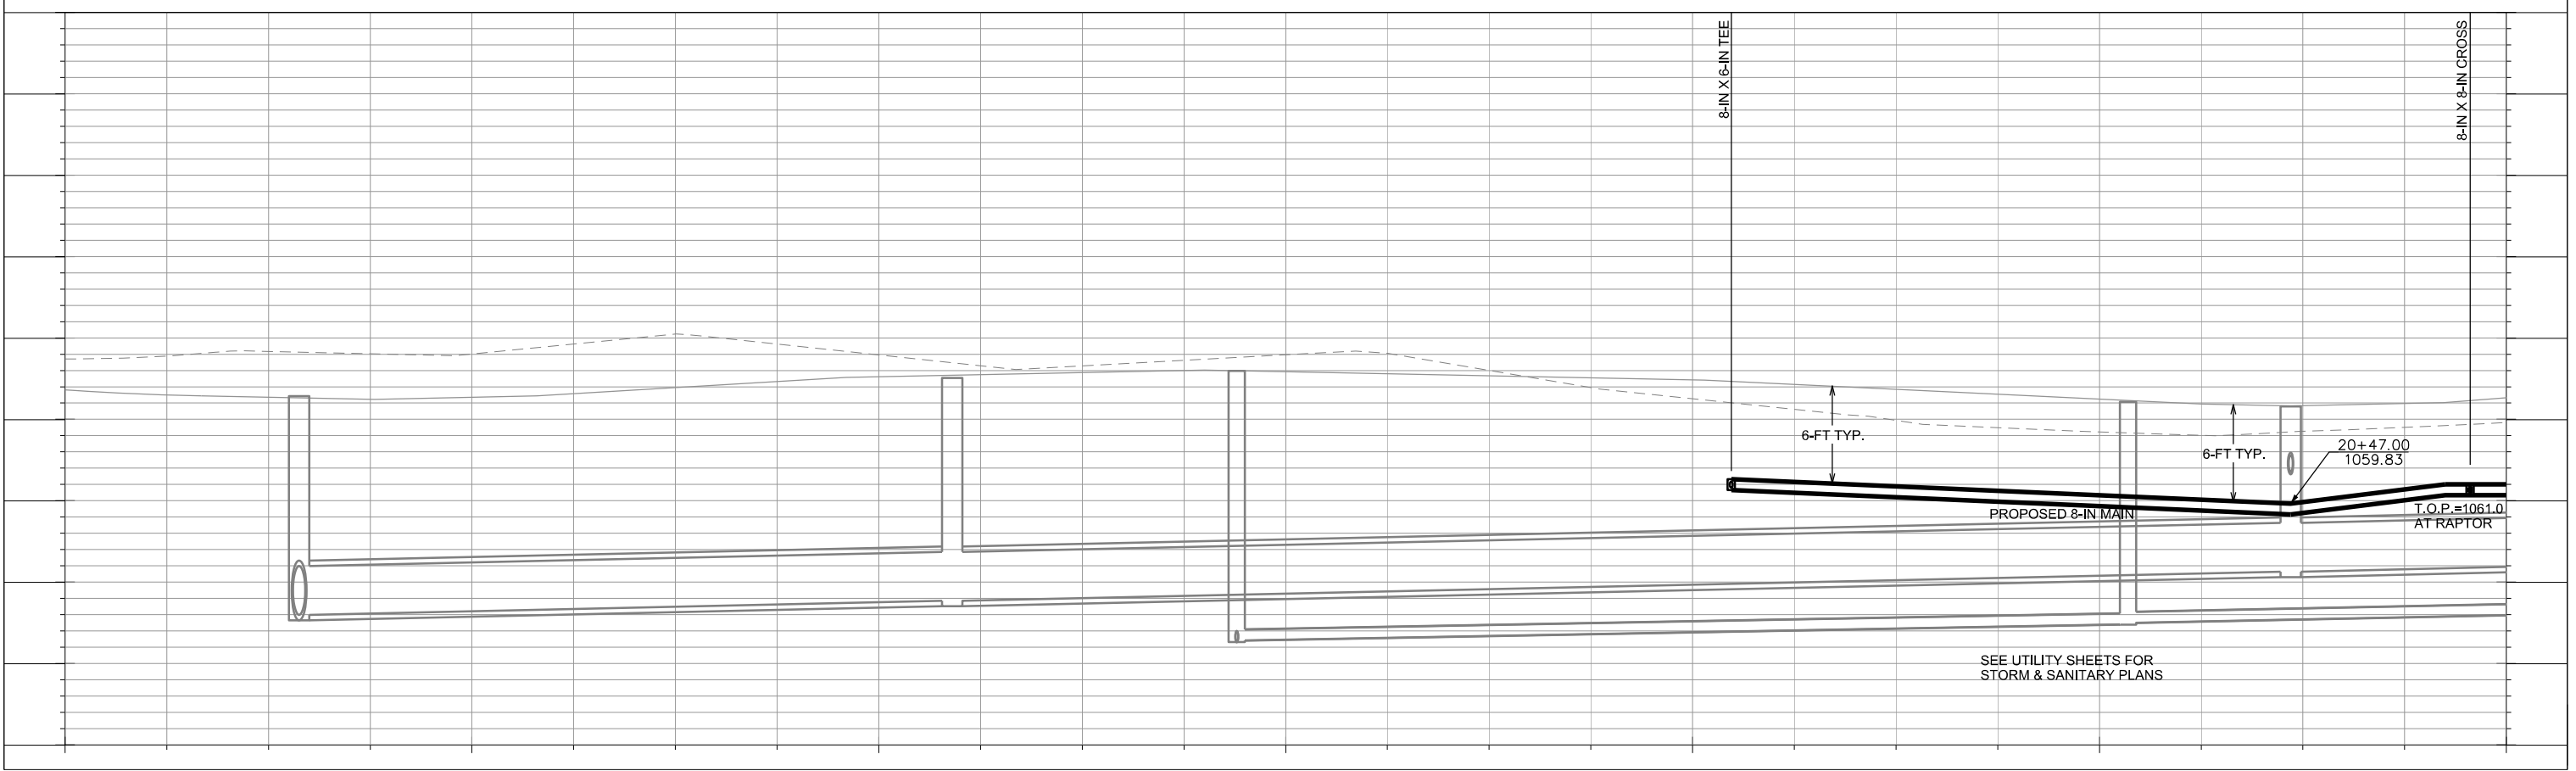 8-IN X 6-IN TEE
8-IN X 8-IN CROSS
6-FT TYP.
6-FT TYP.
20+47.00
1059.83
PROPOSED 8-IN MAIN
T.O.P.=1061.0
AT RAPTOR
SEE UTILITY SHEETS FOR
STORM & SANITARY PLANS